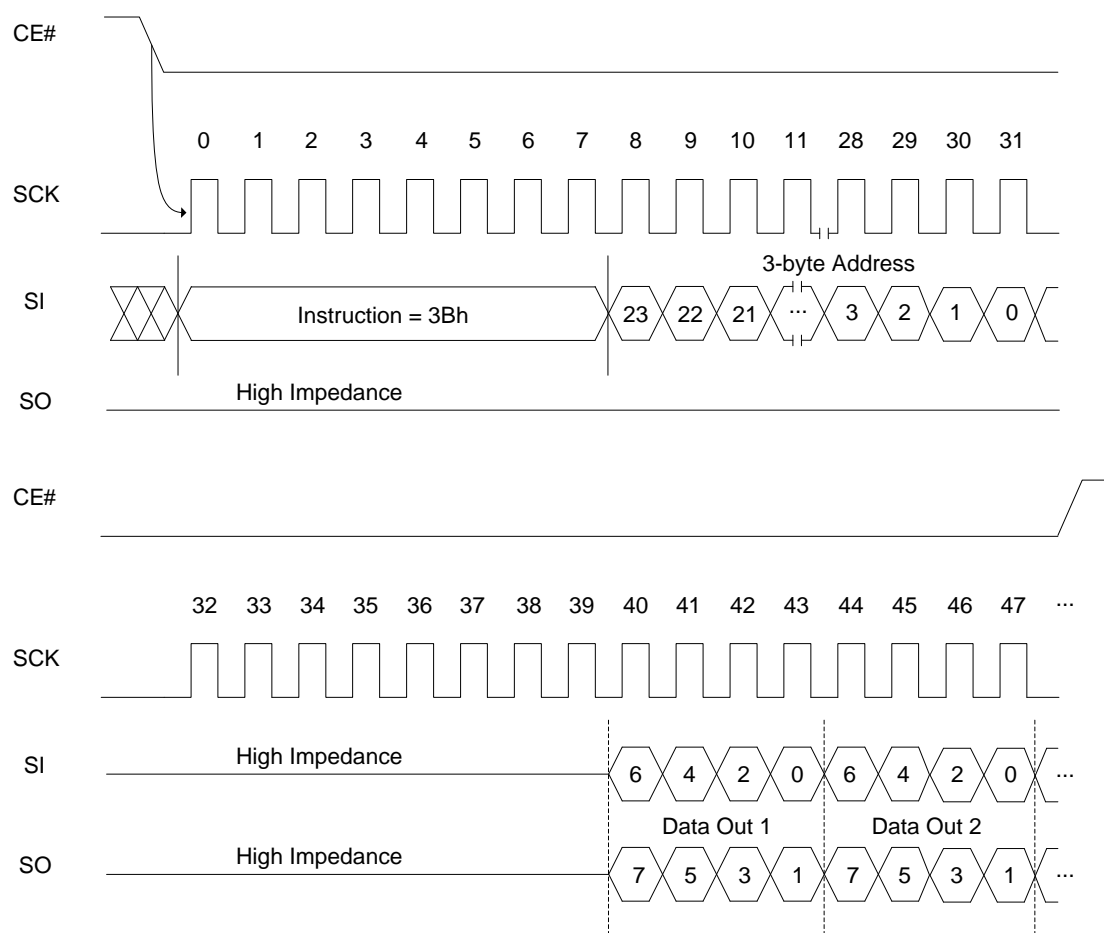 CE#
0 1 2 3 4 5 6 7 8 9 10 11 28 29 30 31
SCK
3-byte Address
SI
Instruction = 3Bh 23 22 21 ... 3 2 1 0
High Impedance
SO
CE#
32 33 34 35 36 37 38 39 40 41 42 43 44 45 46 47 ...
SCK
High Impedance
SI
6 4 2 0 6 4 2 0 ...
Data Out 1 Data Out 2
High Impedance
SO
7 5 3 1 7 5 3 1 ...